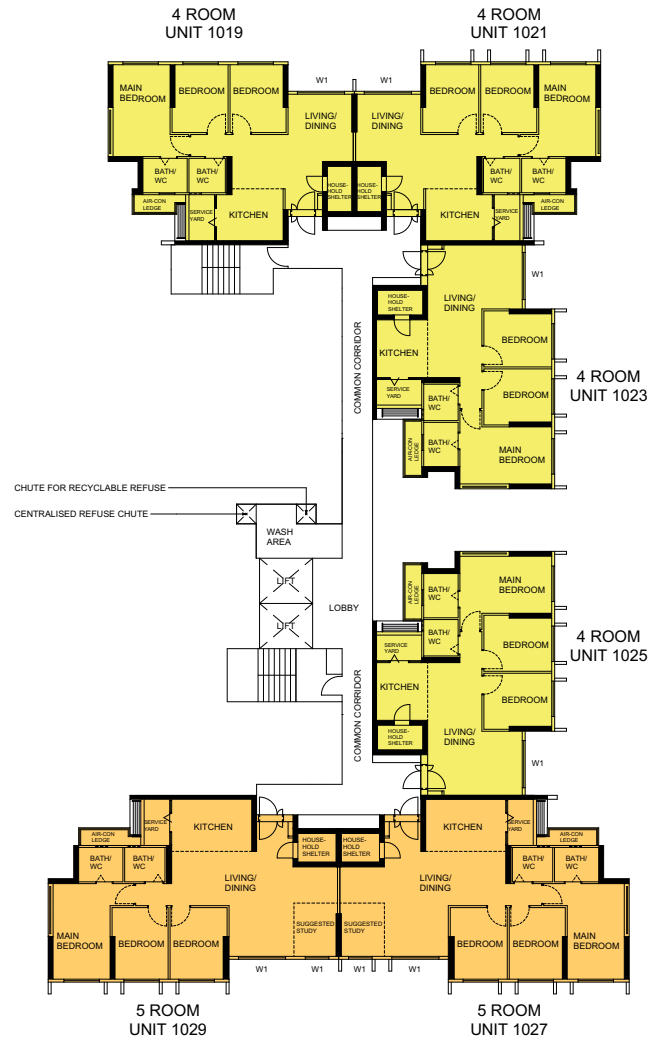 4 ROOM
UNIT 1019
4 ROOM
UNIT 1021
W1
W1
MAIN
BEDROOM
BEDROOM
BEDROOM
LIVING/
DINING
LIVING/
DINING
BEDROOM
BEDROOM
MAIN
BEDROOM
BATH/
WC
BATH/
WC
HOUSE-
HOLD
SHELTER
HOUSE-
HOLD
SHELTER
BATH/
WC
BATH/
WC
AIR-CON
LEDGE
SERVICE
YARD
KITCHEN
KITCHEN
SERVICE
YARD
AIR-CON
LEDGE
W1
HOUSE-
HOLD
SHELTER
LIVING/
DINING
COMMON CORRIDOR
KITCHEN
BEDROOM
SERVICE
YARD
BATH/
WC
BEDROOM
4 ROOM
UNIT 1023
AIR-CON
LEDGE
BATH/
WC
MAIN
BEDROOM
CHUTE FOR RECYCLABLE REFUSE
CENTRALISED REFUSE CHUTE
WASH
AREA
LIFT
LOBBY
LIFT
AIR-CON
LEDGE
BATH/
WC
MAIN
BEDROOM
BATH/
WC
SERVICE
YARD
BEDROOM
4 ROOM
UNIT 1025
KITCHEN
BEDROOM
COMMON CORRIDOR
HOUSE-
HOLD
SHELTER
LIVING/
DINING
W1
AIR-CON
LEDGE
SERVICE
YARD
KITCHEN
HOUSE-
HOLD
SHELTER
HOUSE-
HOLD
SHELTER
KITCHEN
SERVICE
YARD
AIR-CON
LEDGE
BATH/
WC
BATH/
WC
LIVING/
DINING
LIVING/
DINING
BATH/
WC
BATH/
WC
MAIN
BEDROOM
BEDROOM
BEDROOM
SUGGESTED
STUDY
SUGGESTED
STUDY
BEDROOM
BEDROOM
MAIN
BEDROOM
W1
W1
W1
W1
5 ROOM
UNIT 1029
5 ROOM
UNIT 1027